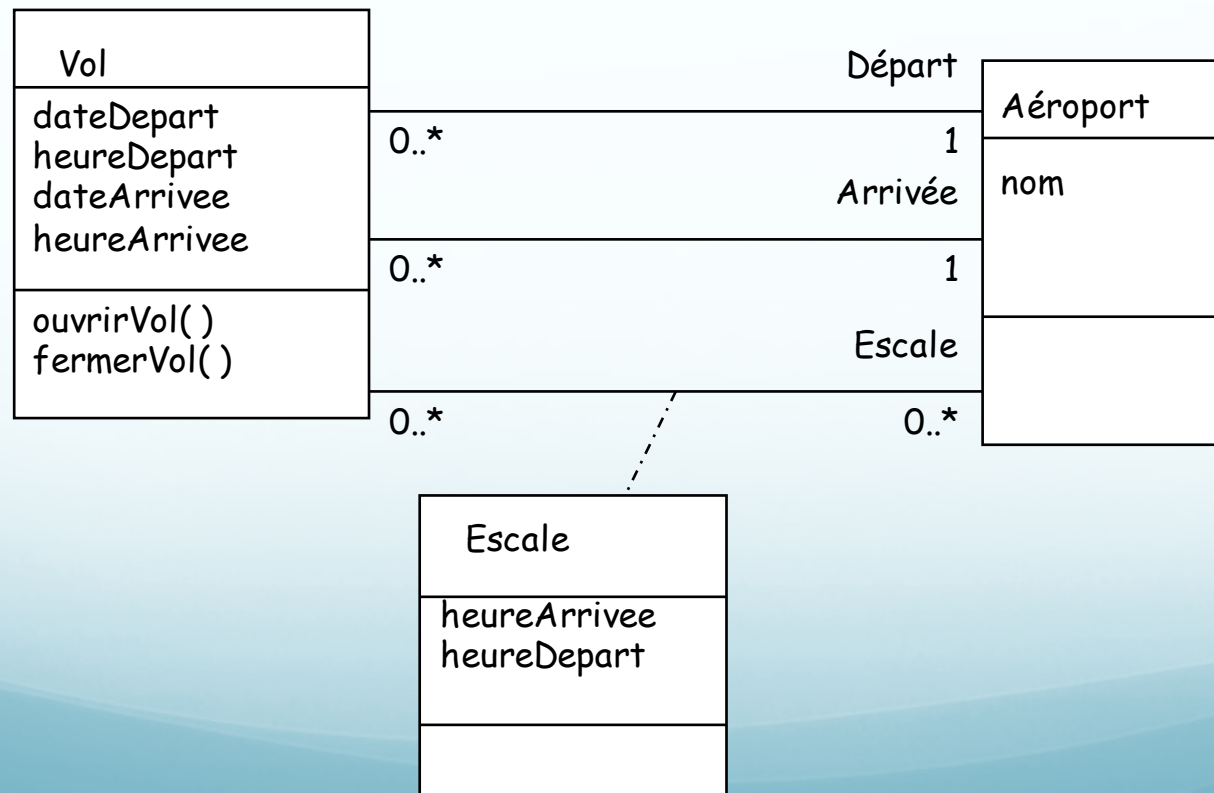 Vol
dateDepart
heureDepart
dateArrivee
heureArrivee
ouvrirVol( )
fermerVol( )
Départ
0..*
1
Arrivée
0..*
1
Escale
0..*
0..*
Aéroport
nom
Escale
heureArrivee
heureDepart